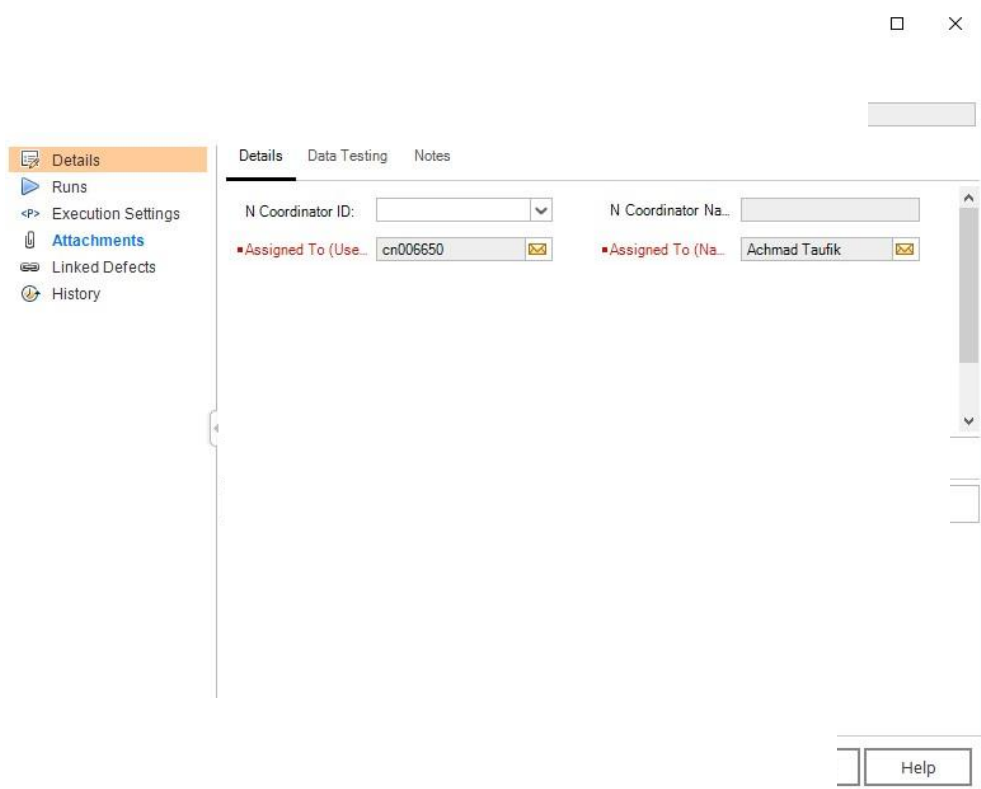 Details
Runs
<P> Execution Settings
Attachments
Linked Defects
History
Details Data Testing Notes
N Coordinator ID: N Coordinator Na...
Assigned To (Use... cn006650 Assigned To (Na... Achmad Taufik
Help